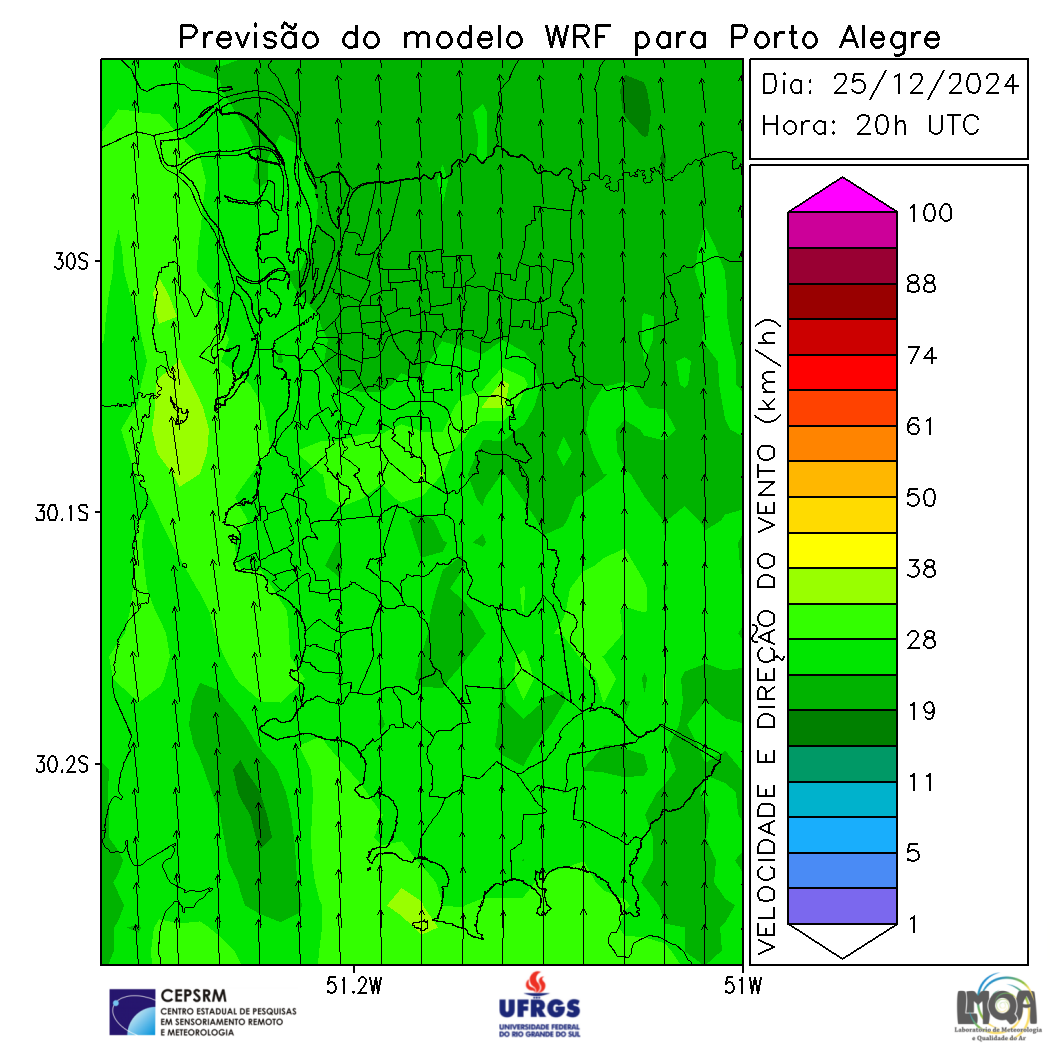 Previsão do modelo WRF para Porto Alegre
Dia: 25/12/2024
Hora: 20h UTC
100
88
74
61
50
38
28
19
11
5
1
VELOCIDADE E DIREÇÃO DO VENTO (km/h)
30S
30.1S
30.2S
51.2W
51W
CEPSRM
CENTRO ESTADUAL DE PESQUISAS
EM SENSORIAMENTO REMOTO
E METEOROLOGIA
UFRGS
UNIVERSIDADE FEDERAL
DO RIO GRANDE DO SUL
LMQA
Laboratório de Meteorologia
e Qualidade do Ar